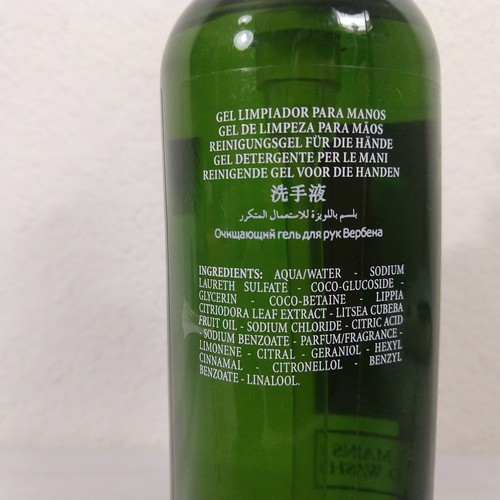 GEL LIMPIADOR PARA MANOS
GEL DE LIMPEZA PARA MÃOS
REINIGUNGSGEL FÜR DIE HÄNDE
GEL DETERGENTE PER LE MANI
REINIGENDE GEL VOOR DIE HANDEN
洗手液
بلسم باللويزة للاستعمال المتكرر
Очищающий гель для рук Вербена
INGREDIENTS: AQUA/WATER - SODIUM
LAURETH SULFATE - COCO-GLUCOSIDE -
GLYCERIN - COCO-BETAINE - LIPPIA
CITRIODORA LEAF EXTRACT - LITSEA CUBEBA
FRUIT OIL - SODIUM CHLORIDE - CITRIC ACID
- SODIUM BENZOATE - PARFUM/FRAGRANCE -
LIMONENE - CITRAL - GERANIOL - HEXYL
CINNAMAL - CITRONELLOL - BENZYL
BENZOATE - LINALOOL.
MAINS
WASH